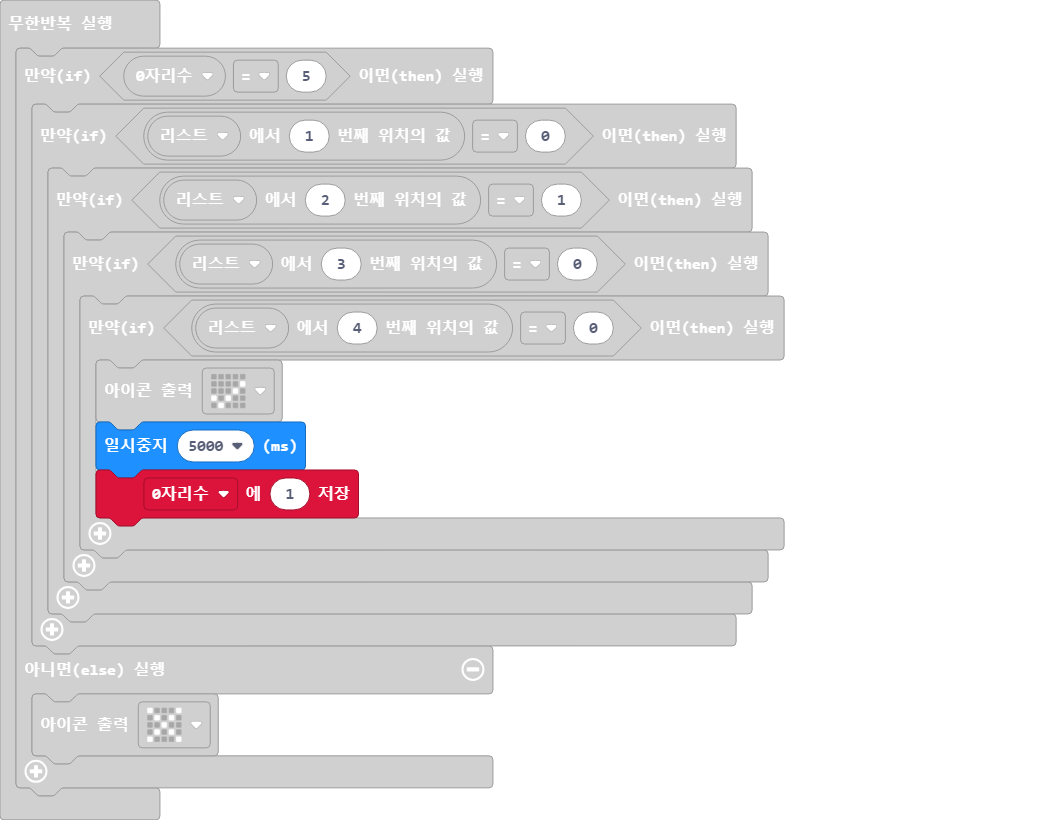 무한반복 실행
만약(if) 0자리수 = 5 이면(then) 실행
만약(if) 리스트 에서 1 번째 위치의 값 = 0 이면(then) 실행
만약(if) 리스트 에서 2 번째 위치의 값 = 1 이면(then) 실행
만약(if) 리스트 에서 3 번째 위치의 값 = 0 이면(then) 실행
만약(if) 리스트 에서 4 번째 위치의 값 = 0 이면(then) 실행
아이콘 출력
일시중지 5000 (ms)
0자리수 에 1 저장
아니면(else) 실행
아이콘 출력